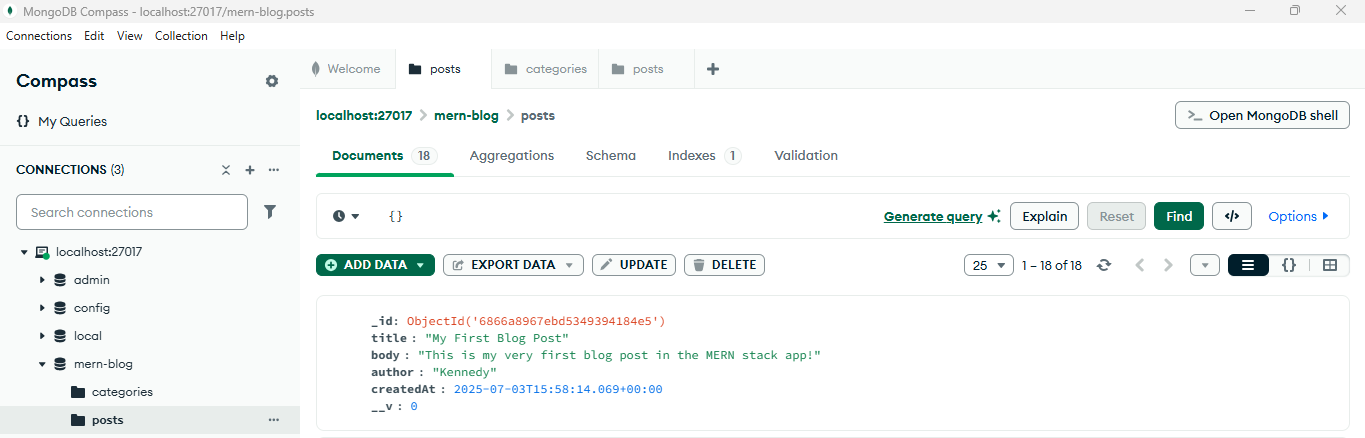 MongoDB Compass - localhost:27017/mern-blog.posts
Connections Edit View Collection Help
Compass
{} My Queries
CONNECTIONS (3)
Search connections
localhost:27017
admin
config
local
mern-blog
categories
posts
Welcome posts categories posts
localhost:27017 > mern-blog > posts
>_ Open MongoDB shell
Documents 18 Aggregations Schema Indexes 1 Validation
{}
Generate query Explain Reset Find </> Options
ADD DATA EXPORT DATA UPDATE DELETE
25 1 – 18 of 18 {}
_id: ObjectId('6866a8967ebd5349394184e5')
title : "My First Blog Post"
body : "This is my very first blog post in the MERN stack app!"
author : "Kennedy"
createdAt : 2025-07-03T15:58:14.069+00:00
__v : 0